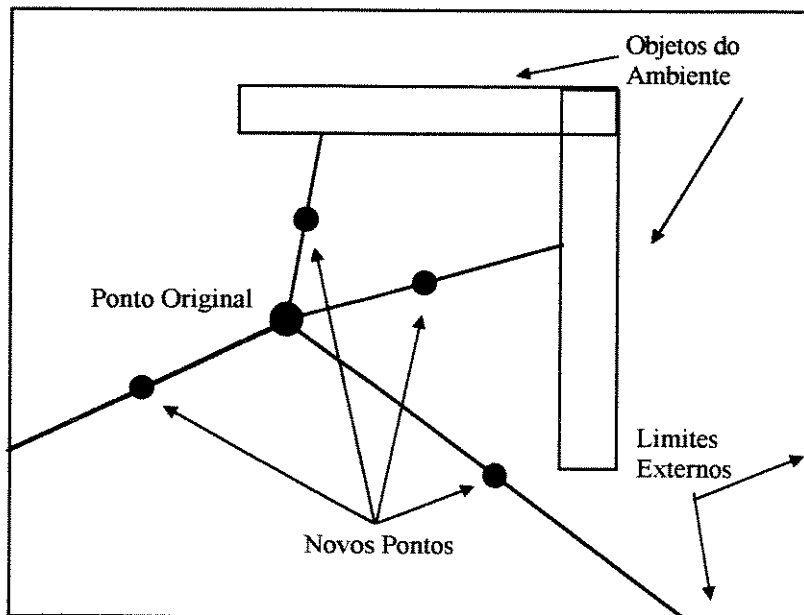 Objetos do
Ambiente
Ponto Original
Limites
Externos
Novos Pontos